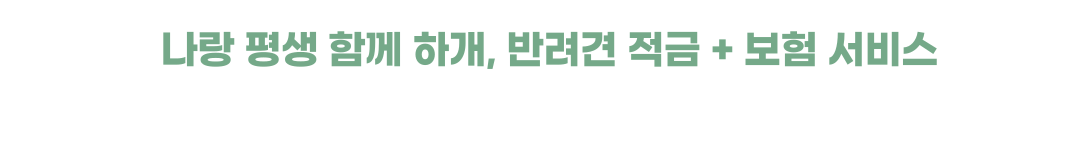 나랑 평생 함께 하개, 반려견 적금 + 보험 서비스